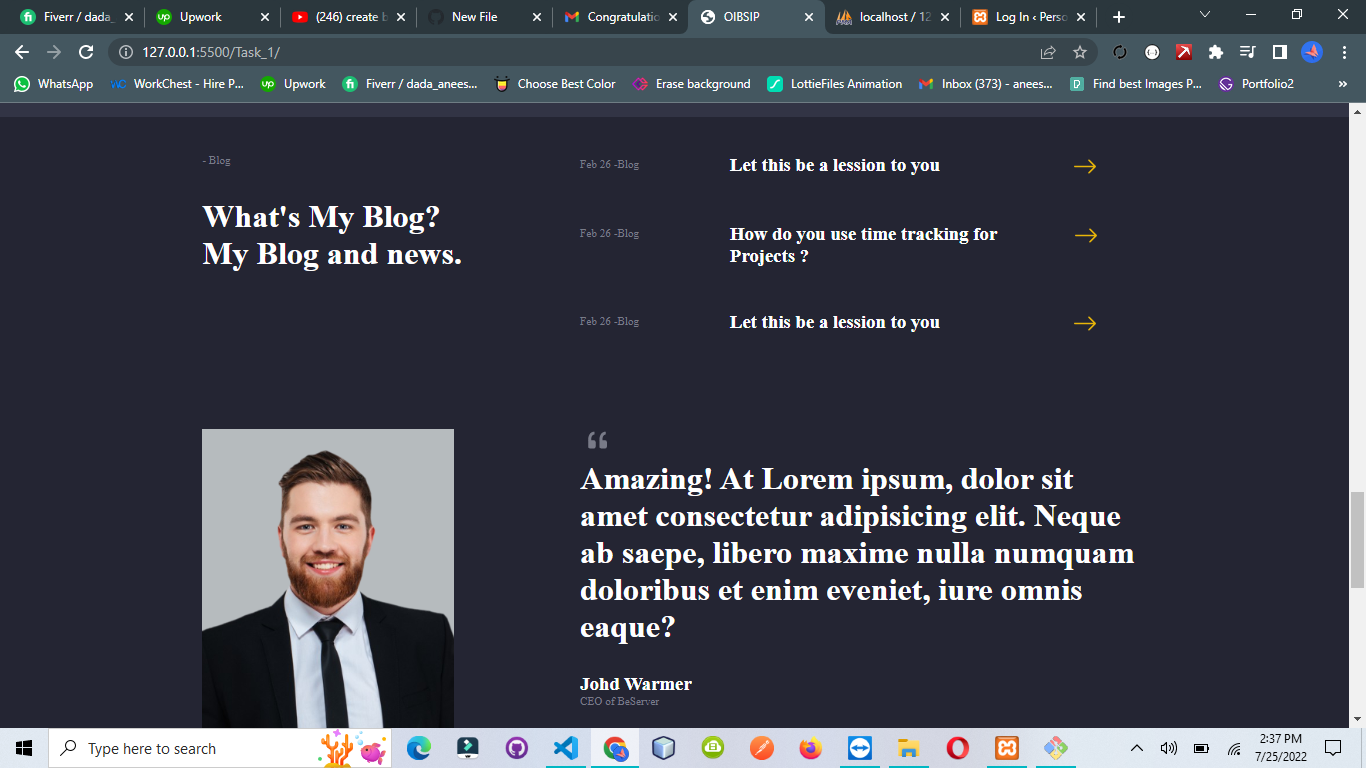 Fiverr / dada_
Upwork
(246) create b
New File
Congratulatio
OIBSIP
localhost / 12
Log In ‹ Perso
127.0.0.1:5500/Task_1/
WhatsApp
WorkChest - Hire P...
Upwork
Fiverr / dada_anees...
Choose Best Color
Erase background
LottieFiles Animation
Inbox (373) - anees...
Find best Images P...
Portfolio2
»
- Blog
What's My Blog?
My Blog and news.
Feb 26 -Blog
Let this be a lession to you
Feb 26 -Blog
How do you use time tracking for
Projects ?
Feb 26 -Blog
Let this be a lession to you
Amazing! At Lorem ipsum, dolor sit
amet consectetur adipisicing elit. Neque
ab saepe, libero maxime nulla numquam
doloribus et enim eveniet, iure omnis
eaque?
Johd Warmer
CEO of BeServer
Type here to search
2:37 PM
7/25/2022